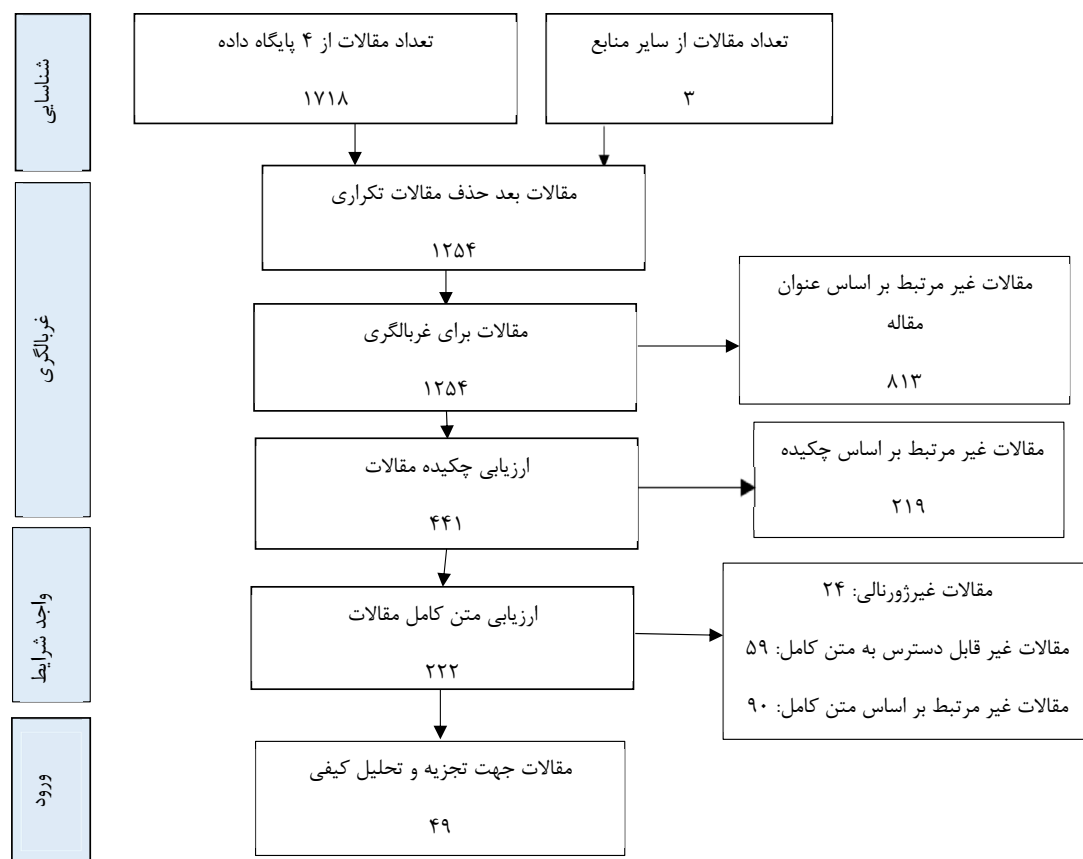 شناسایی
تعداد مقالات از ۴ پایگاه داده
۱۷۱۸
تعداد مقالات از سایر منابع
۳
غربالگری
مقالات بعد حذف مقالات تکراری
۱۲۵۴
مقالات برای غربالگری
۱۲۵۴
مقالات غیر مرتبط بر اساس عنوان
مقاله
۸۱۳
ارزیابی چکیده مقالات
۴۴۱
مقالات غیر مرتبط بر اساس چکیده
۲۱۹
واجد شرایط
ارزیابی متن کامل مقالات
۲۲۲
مقالات غیرژورنالی: ۲۴
مقالات غیر قابل دسترس به متن کامل: ۵۹
مقالات غیر مرتبط بر اساس متن کامل: ۹۰
ورود
مقالات جهت تجزیه و تحلیل کیفی
۴۹